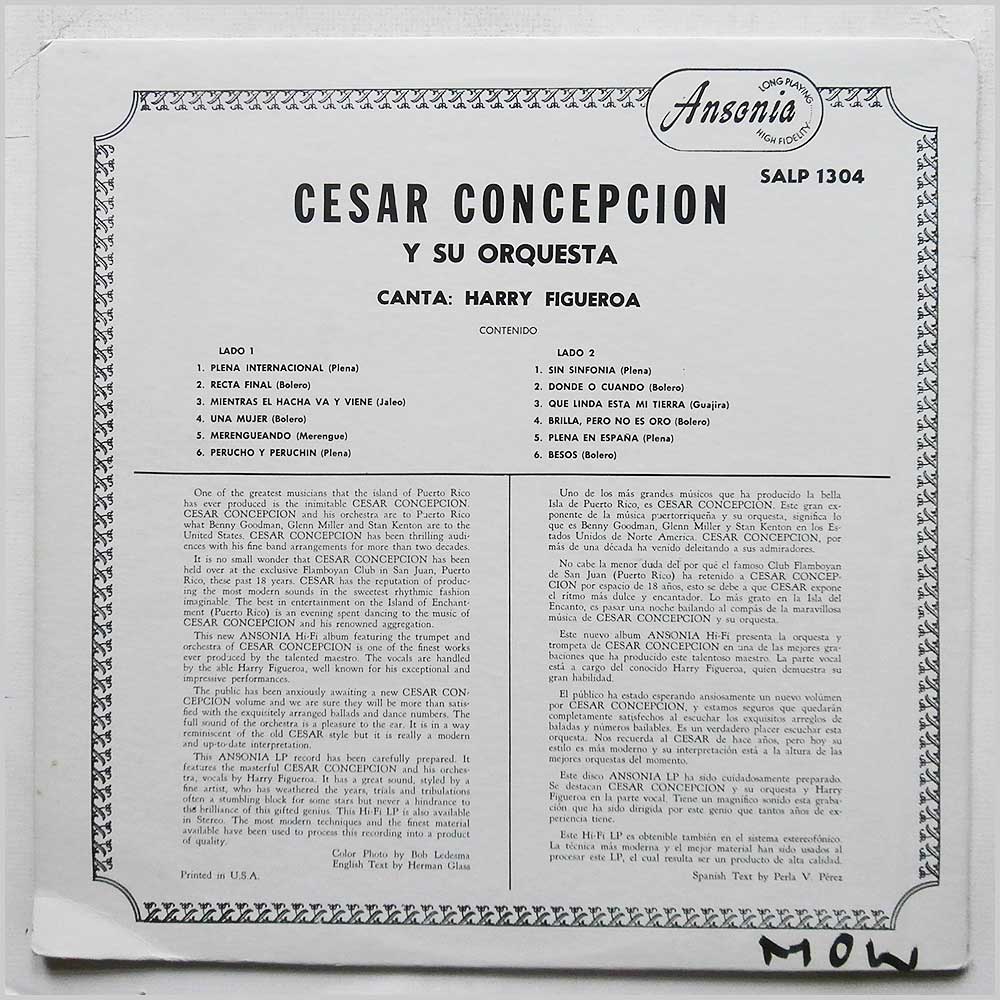 Ansonia
LONG PLAYING
HIGH FIDELITY
SALP 1304
CESAR CONCEPCION
Y SU ORQUESTA
CANTA: HARRY FIGUEROA
CONTENIDO
LADO 1
1. PLENA INTERNACIONAL (Plena)
2. RECTA FINAL (Bolero)
3. MIENTRAS EL HACHA VA Y VIENE (Jaleo)
4. UNA MUJER (Bolero)
5. MERENGUEANDO (Merengue)
6. PERUCHO Y PERUCHIN (Plena)
LADO 2
1. SIN SINFONIA (Plena)
2. DONDE O CUANDO (Bolero)
3. QUE LINDA ESTA MI TIERRA (Guajira)
4. BRILLA, PERO NO ES ORO (Bolero)
5. PLENA EN ESPAÑA (Plena)
6. BESOS (Bolero)
One of the greatest musicians that the island of Puerto Rico
has ever produced is the inimitable CESAR CONCEPCION.
CESAR CONCEPCION and his orchestra are to Puerto Rico
what Benny Goodman, Glenn Miller and Stan Kenton are to the
United States. CESAR CONCEPCION has been thrilling audi-
ences with his fine band arrangements for more than two decades.
It is no small wonder that CESAR CONCEPCION has been
held over at the exclusive Flamboyan Club in San Juan, Puerto
Rico, these past 18 years. CESAR has the reputation of produc-
ing the most modern sounds in the sweetest rhythmic fashion
imaginable. The best in entertainment on the Island of Enchant-
ment (Puerto Rico) is an evening spent dancing to the music of
CESAR CONCEPCION and his renowned aggregation.
This new ANSONIA Hi-Fi album featuring the trumpet and
orchestra of CESAR CONCEPCION is one of the finest works
ever produced by the talented maestro. The vocals are handled
by the able Harry Figueroa, well known for his exceptional and
impressive performances.
The public has been anxiously awaiting a new CESAR CON-
CEPCION volume and we are sure they will be more than satis-
fied with the exquisitely arranged ballads and dance numbers. The
full sound of the orchestra is a pleasure to the ear. It is in a way
reminiscent of the old CESAR style but it is really a modern
and up-to-date interpretation.
This ANSONIA LP record has been carefully prepared. It
features the masterful CESAR CONCEPCION and his orches-
tra, vocals by Harry Figueroa. It has a great sound, styled by a
fine artist, who has weathered the years, trials and tribulations
often a stumbling block for some stars but never a hindrance to
the brilliance of this gifted genius. This Hi-Fi LP is also available
in Stereo. The most modern techniques and the finest material
available have been used to process this recording into a product
of quality.
Color Photo by Bob Ledesma
English Text by Herman Glass
Printed in U.S.A.
Uno de los más grandes músicos que ha producido la bella
Isla de Puerto Rico, es CESAR CONCEPCION. Este gran ex-
ponente de la música puertorriqueña y su orquesta, significa lo
que es Benny Goodman, Glenn Miller y Stan Kenton en los Es-
tados Unidos de Norte America. CESAR CONCEPCION, por
más de una década ha venido deleitando a sus admiradores.
No cabe la menor duda del por qué el famoso Club Flamboyan
de San Juan (Puerto Rico) ha retenido a CESAR CONCEP-
CION por espacio de 18 años, esto se debe a que CESAR expone
el ritmo más dulce y encantador. Lo más grato en la Isla del
Encanto, es pasar una noche bailando al compás de la maravillosa
música de CESAR CONCEPCION y su orquesta.
Este nuevo album ANSONIA Hi-Fi presenta la orquesta y
trompeta de CESAR CONCEPCION en una de las mejores gra-
baciones que ha producido este talentoso maestro. La parte vocal
está a cargo del conocido Harry Figueroa, quien demuestra su
gran habilidad.
El público ha estado esperando ansiosamente un nuevo volúmen
por CESAR CONCEPCION, y estamos seguros que quedarán
completamente satisfechos al escuchar los exquisitos arreglos de
baladas y números bailables. Es un verdadero placer escuchar esta
orquesta. Nos recuerda al CESAR de hace años, pero hoy su
estilo es más moderno y su interpretación está a la altura de las
mejores orquestas del momento.
Este disco ANSONIA LP ha sido cuidadosamente preparado.
Se destacan CESAR CONCEPCION y su orquesta y Harry
Figueroa en la parte vocal. Tiene un magnífico sonido esta graba-
ción que ha sido dirigido por este genio que tantos años de ex-
periencia tiene.
Este Hi-Fi LP es obtenible también en el sistema estereofónico.
La técnica más moderna y el mejor material han sido usados al
procesar este LP, el cual resulta ser un producto de alta calidad.
Spanish Text by Perla V. Pérez
MOW